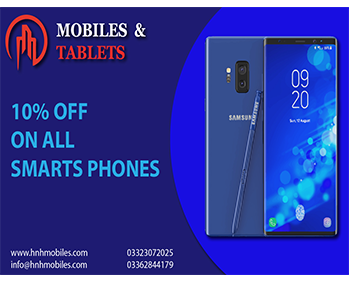 MOBILES &
TABLETS
10% OFF
ON ALL
SMARTS PHONES
SAMSUNG
09
20
www.hnhmobiles.com 03323072025
info@hnhmobiles.com 03362844179